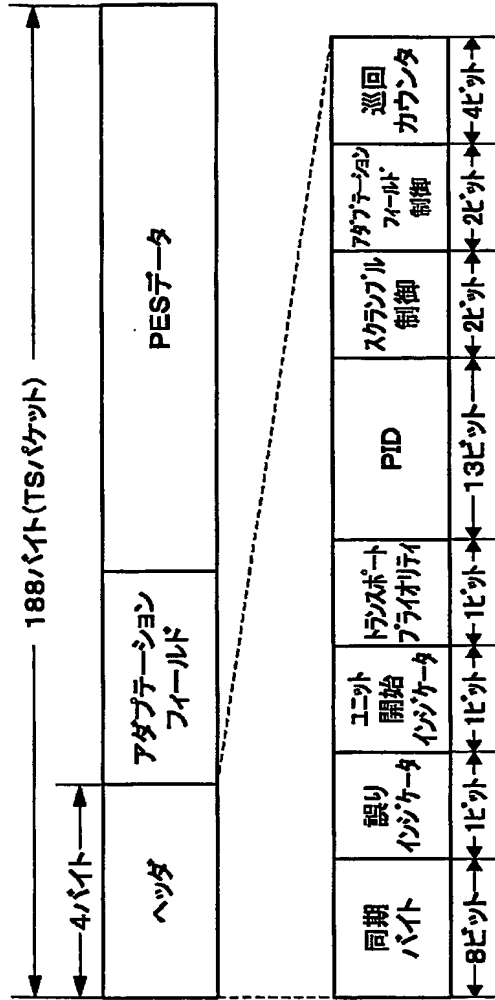 188バイト(TSパケット)
4バイト
ヘッダ
アダプテーション
フィールド
PESデータ
同期
バイト
誤り
インジケータ
ユニット
開始
インジケータ
トランスポート
プライオリティ
PID
スクランブル
制御
アダプテーション
フィールド
制御
巡回
カウンタ
8ビット
1ビット
1ビット
1ビット
13ビット
2ビット
2ビット
4ビット